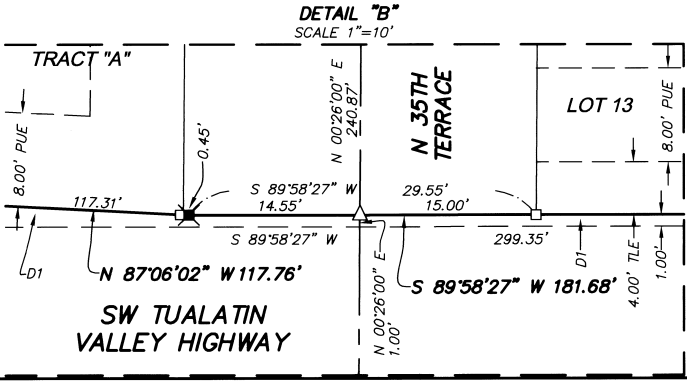 DETAIL "B"
SCALE 1"=10'
TRACT "A"
N 00°26'00" E
240.87'
N 35TH
TERRACE
LOT 13
8.00' PUE
8.00' PUE
0.45'
S 89°58'27" W
29.55'
117.31'
14.55'
15.00'
S 89°58'27" W
299.35'
D1
N 87°06'02" W 117.76'
N 00°26'00" E
1.00'
S 89°58'27" W 181.68'
D1
4.00' TLE
1.00'
SW TUALATIN
VALLEY HIGHWAY